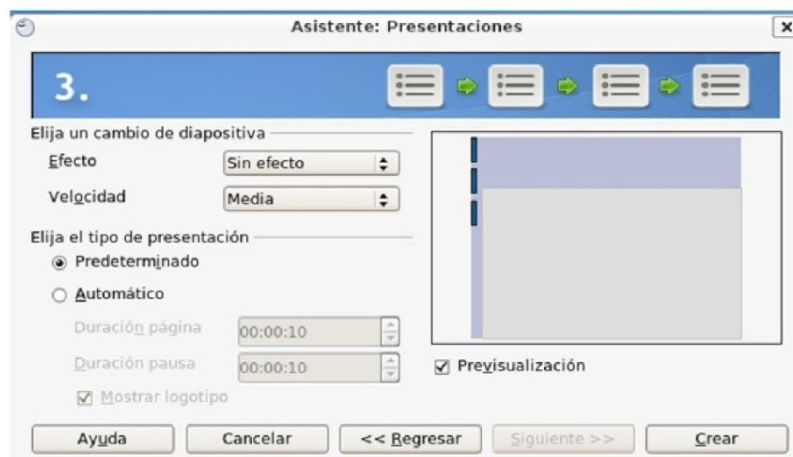 Asistente: Presentaciones
3.
Elija un cambio de diapositiva
Efecto Sin efecto
Velocidad Media
Elija el tipo de presentación
Predeterminado
Automático
Duración página 00:00:10
Duración pausa 00:00:10
Previsualización
Mostrar logotipo
Ayuda Cancelar << Regresar Siguiente >> Crear